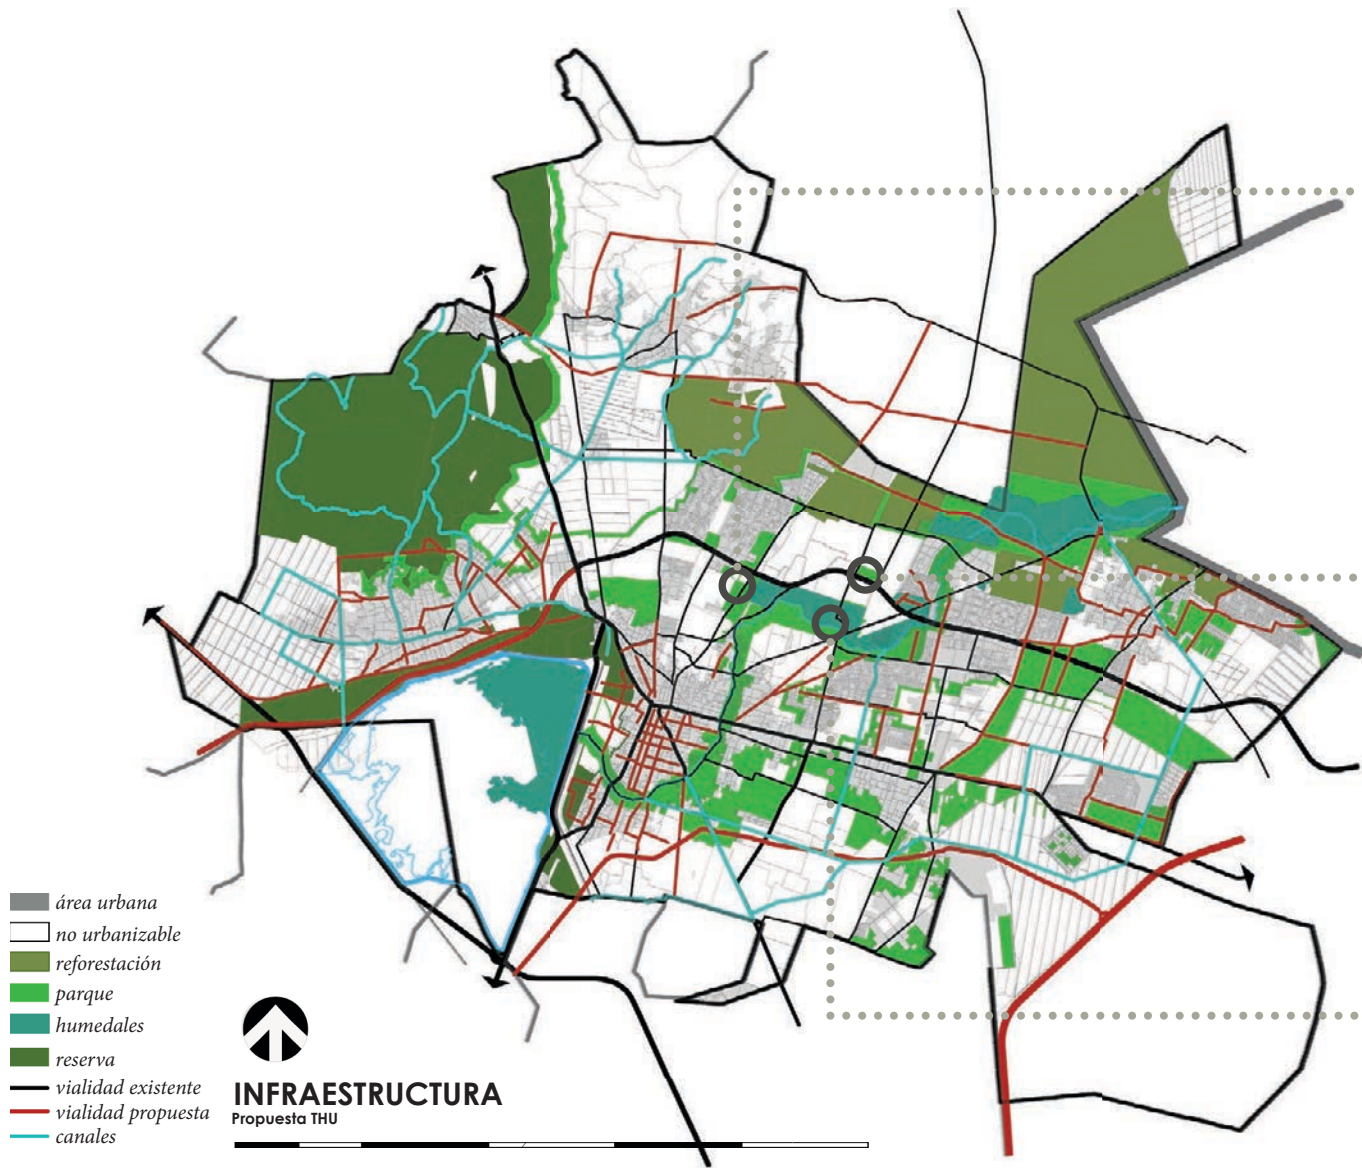 área urbana
no urbanizable
reforestación
parque
humedales
reserva
vialidad existente
vialidad propuesta
canales
INFRAESTRUCTURA
Propuesta THU